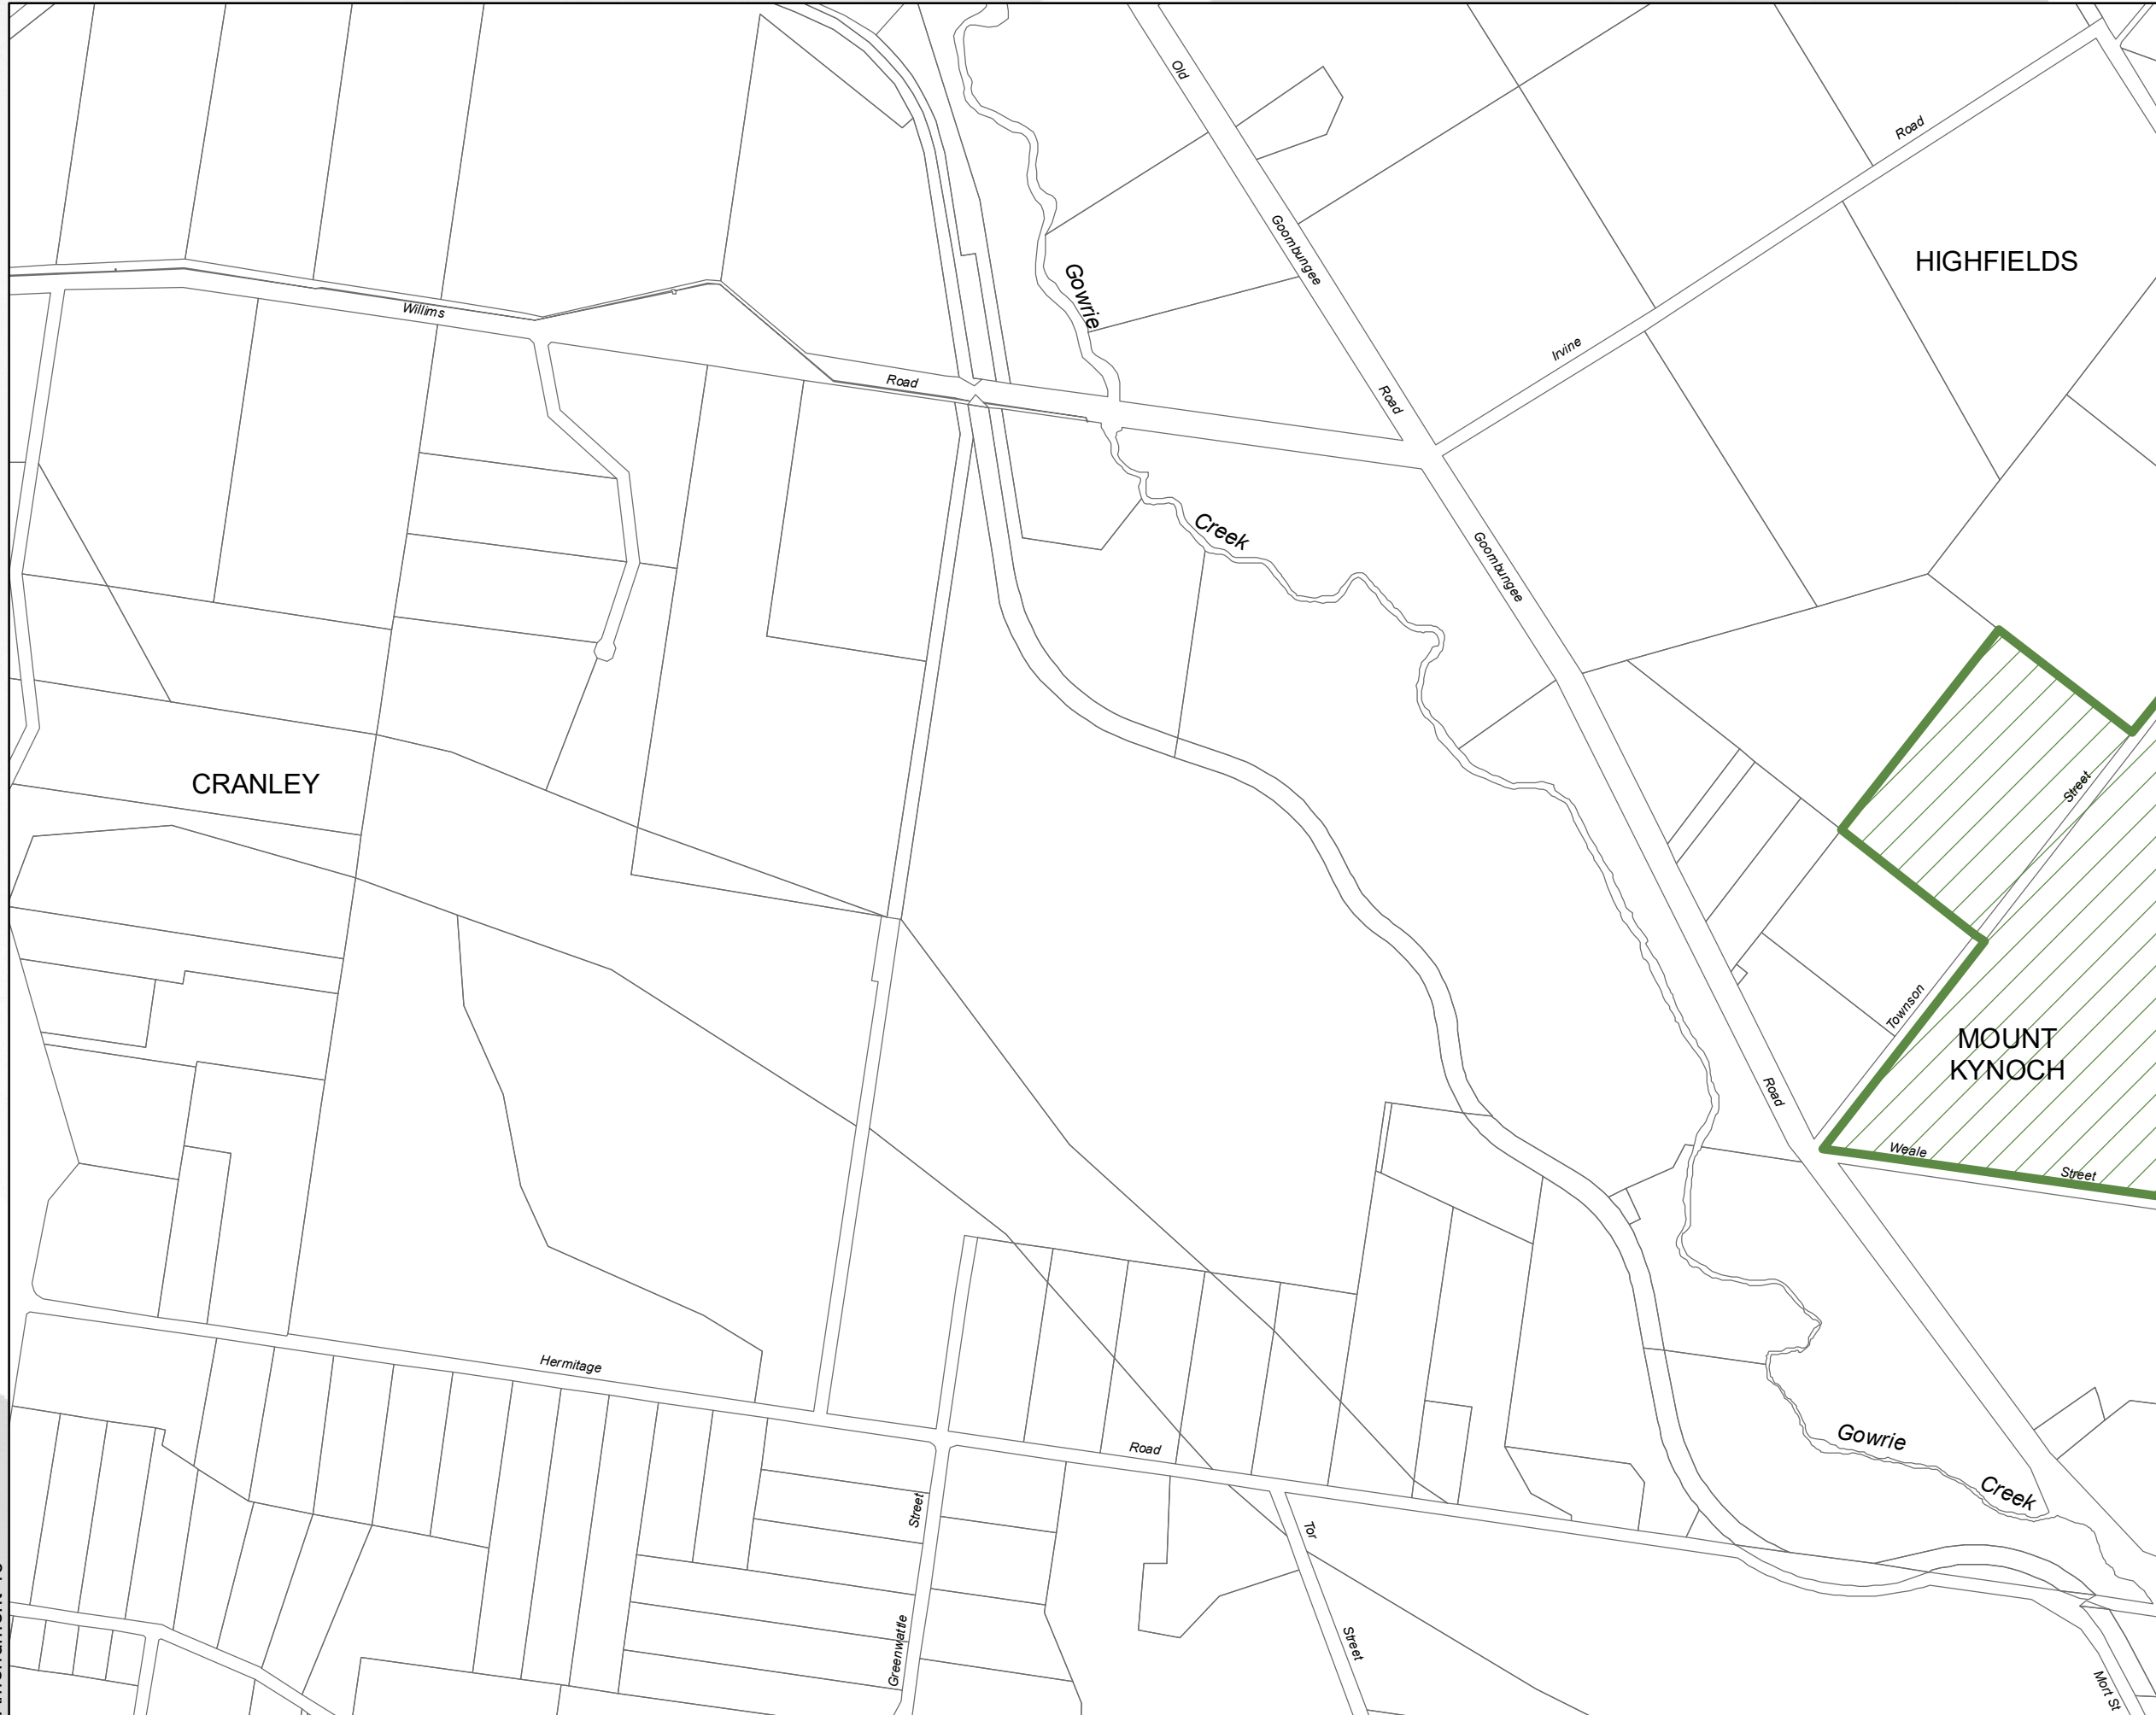 Old
Road
Goombungee
HIGHFIELDS
Gowrie
Willims
Irvine
Road
Road
Creek
Goombungee
CRANLEY
Street
Townson
MOUNT
KYNOCH
Road
Weale
Street
Hermitage
Gowrie
Road
Creek
Street
Tor
Greenwattle
Street
Mort St